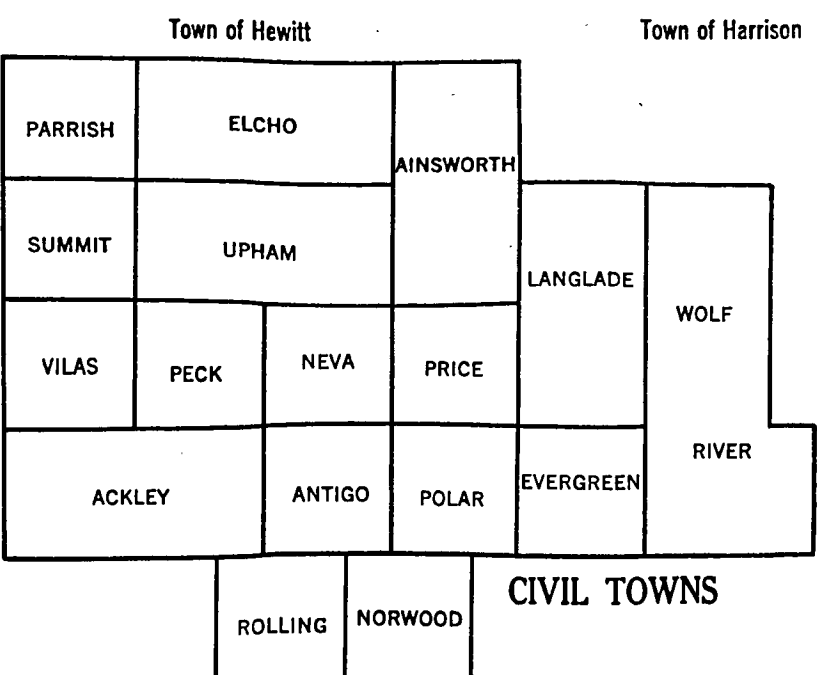 Town of Hewitt
Town of Harrison
PARRISH
ELCHO
AINSWORTH
SUMMIT
UPHAM
LANGLADE
WOLF
RIVER
VILAS
PECK
NEVA
PRICE
ACKLEY
ANTIGO
POLAR
EVERGREEN
ROLLING
NORWOOD
CIVIL TOWNS